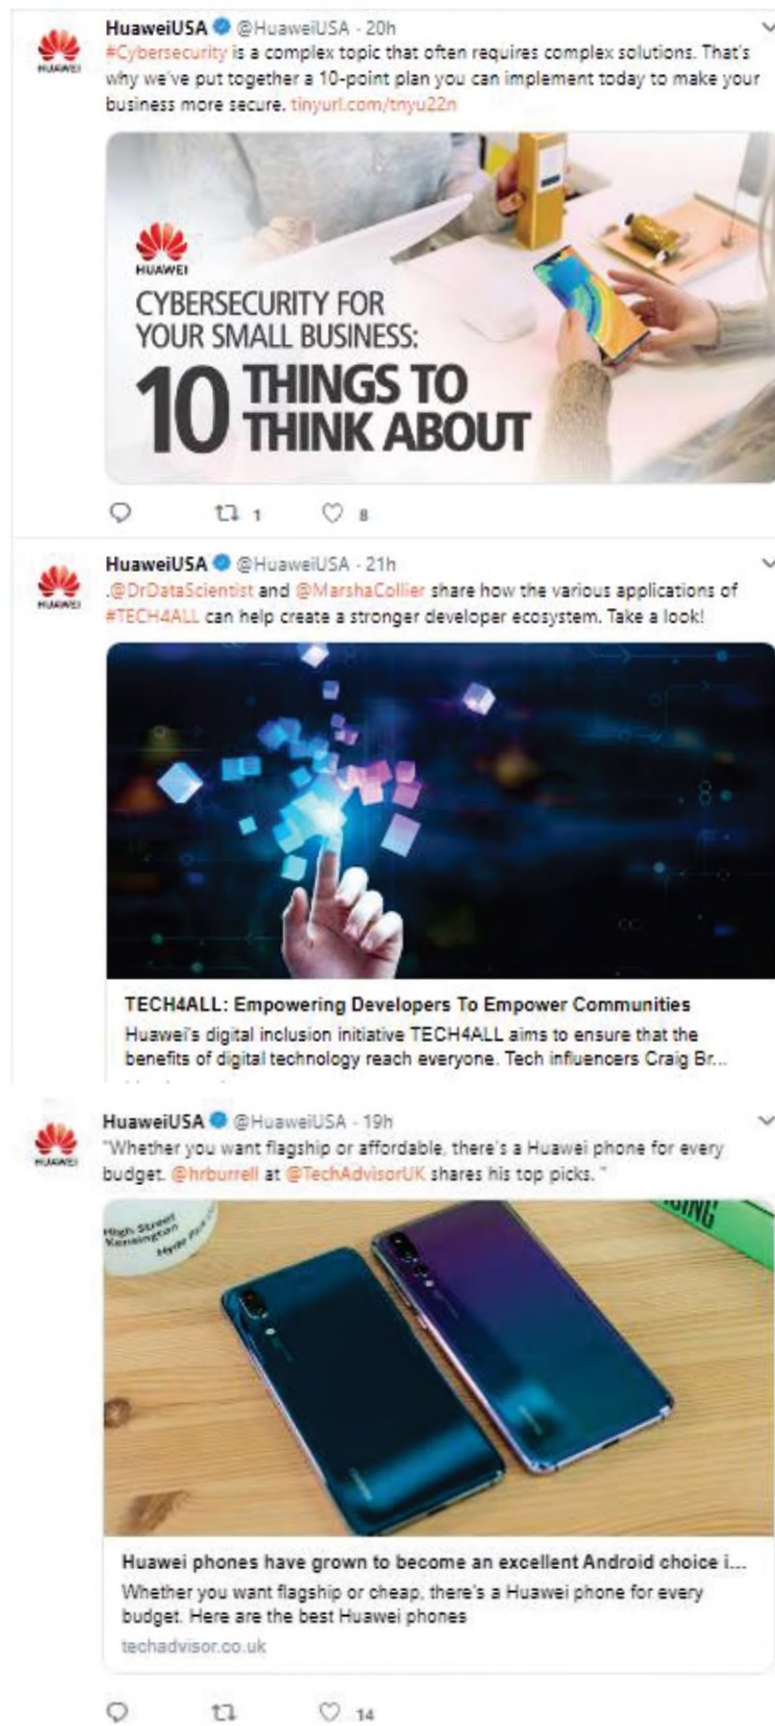 HuaweiUSA @HuaweiUSA · 20h
#Cybersecurity is a complex topic that often requires complex solutions. That's
why we've put together a 10-point plan you can implement today to make your
business more secure. tinyurl.com/tnyu22n
HUAWEI
HUAWEI
CYBERSECURITY FOR
YOUR SMALL BUSINESS:
10 THINGS TO
THINK ABOUT
1 8
HuaweiUSA @HuaweiUSA · 21h
.@DrDataScientist and @MarshaCollier share how the various applications of
#TECH4ALL can help create a stronger developer ecosystem. Take a look!
HUAWEI
TECH4ALL: Empowering Developers To Empower Communities
Huawei's digital inclusion initiative TECH4ALL aims to ensure that the
benefits of digital technology reach everyone. Tech influencers Craig Br...
HuaweiUSA @HuaweiUSA · 19h
"Whether you want flagship or affordable, there's a Huawei phone for every
budget. @hrburrell at @TechAdvisorUK shares his top picks. "
HUAWEI
High Street
Kensington
Huawei phones have grown to become an excellent Android choice i...
Whether you want flagship or cheap, there's a Huawei phone for every
budget. Here are the best Huawei phones
techadvisor.co.uk
14